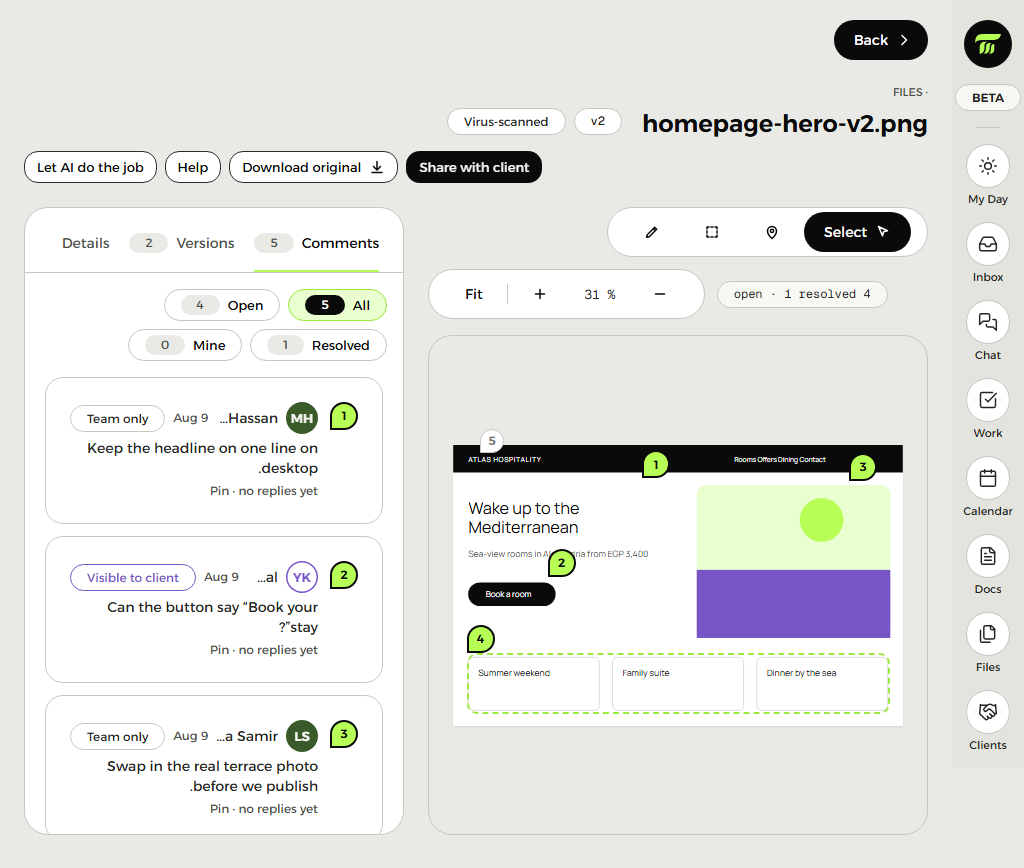 Back
BETA
My Day
Inbox
Chat
Work
Calendar
Docs
Files
Clients
FILES ·
homepage-hero-v2.png
v2
Virus-scanned
Share with client
Download original
Help
Let AI do the job
Comments 5
Versions 2
Details
All 5
Open 4
Resolved 1
Mine 0
1
MH
Hassan...
Aug 9
Team only
Keep the headline on one line on
desktop.
Pin · no replies yet
2
YK
al...
Aug 9
Visible to client
Can the button say “Book your
stay”?
Pin · no replies yet
3
LS
a Samir...
Aug 9
Team only
Swap in the real terrace photo
before we publish.
Pin · no replies yet
Select
Fit
31 %
open · 1 resolved 4
5
ATLAS HOSPITALITY
1
Rooms Offers Dining Contact
3
Wake up to the
Mediterranean
Sea-view rooms in from EGP 3,400
2
Book a room
4
Summer weekend
Family suite
Dinner by the sea